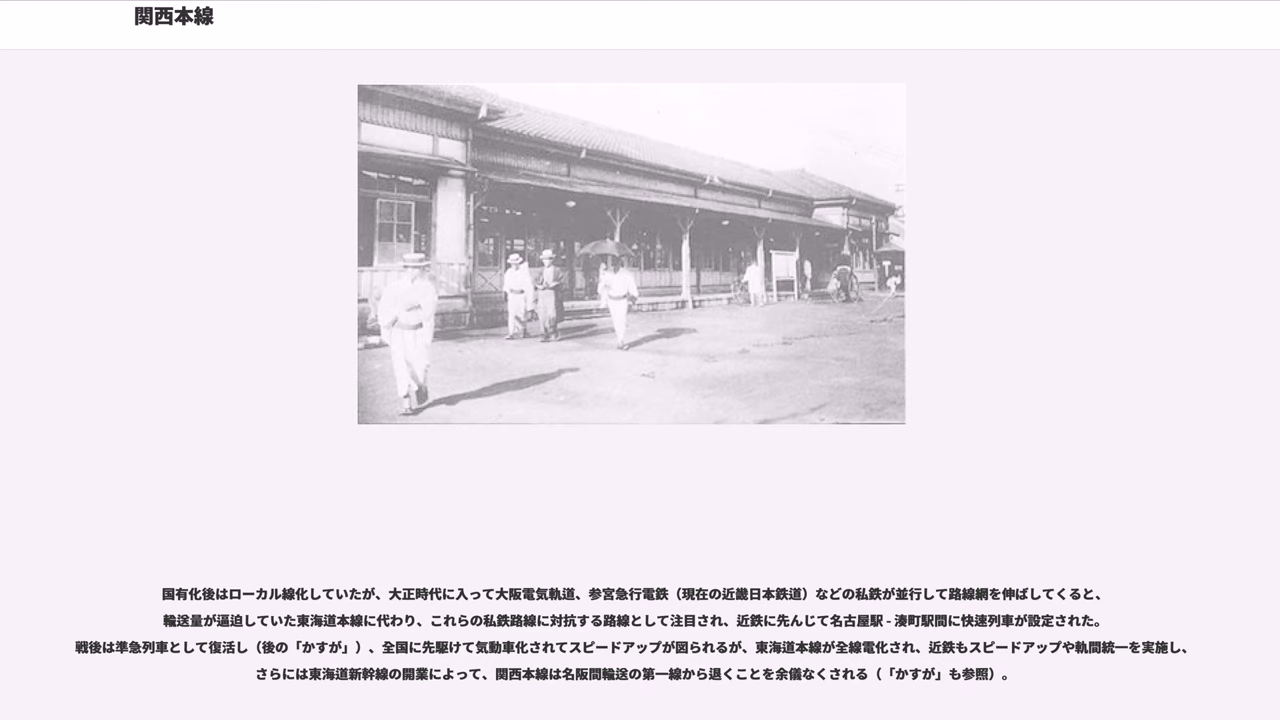 関西本線
国有化後はローカル線化していたが、大正時代に入って大阪電気軌道、参宮急行電鉄（現在の近畿日本鉄道）などの私鉄が並行して路線網を伸ばしてくると、
輸送量が逼迫していた東海道本線に代わり、これらの私鉄路線に対抗する路線として注目され、近鉄に先んじて名古屋駅 - 湊町駅間に快速列車が設定された。
戦後は準急列車として復活し（後の「かすが」）、全国に先駆けて気動車化されてスピードアップが図られるが、東海道本線が全線電化され、近鉄もスピードアップや軌間統一を実施し、
さらには東海道新幹線の開業によって、関西本線は名阪間輸送の第一線から退くことを余儀なくされる（「かすが」も参照）。